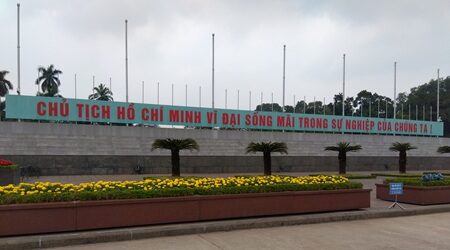 CHỦ TỊCH HỒ CHÍ MINH VĨ ĐẠI SỐNG MÃI TRONG SỰ NGHIỆP CỦA CHÚNG TA !